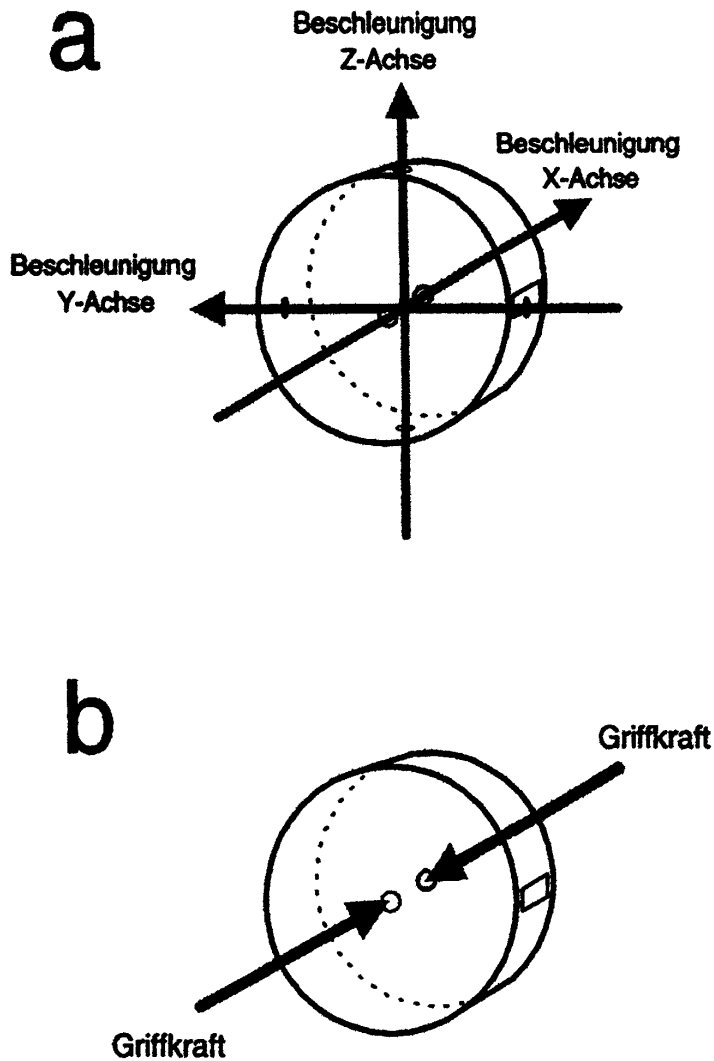 a
Beschleunigung
Z-Achse
Beschleunigung
X-Achse
Beschleunigung
Y-Achse
b
Griffkraft
Griffkraft